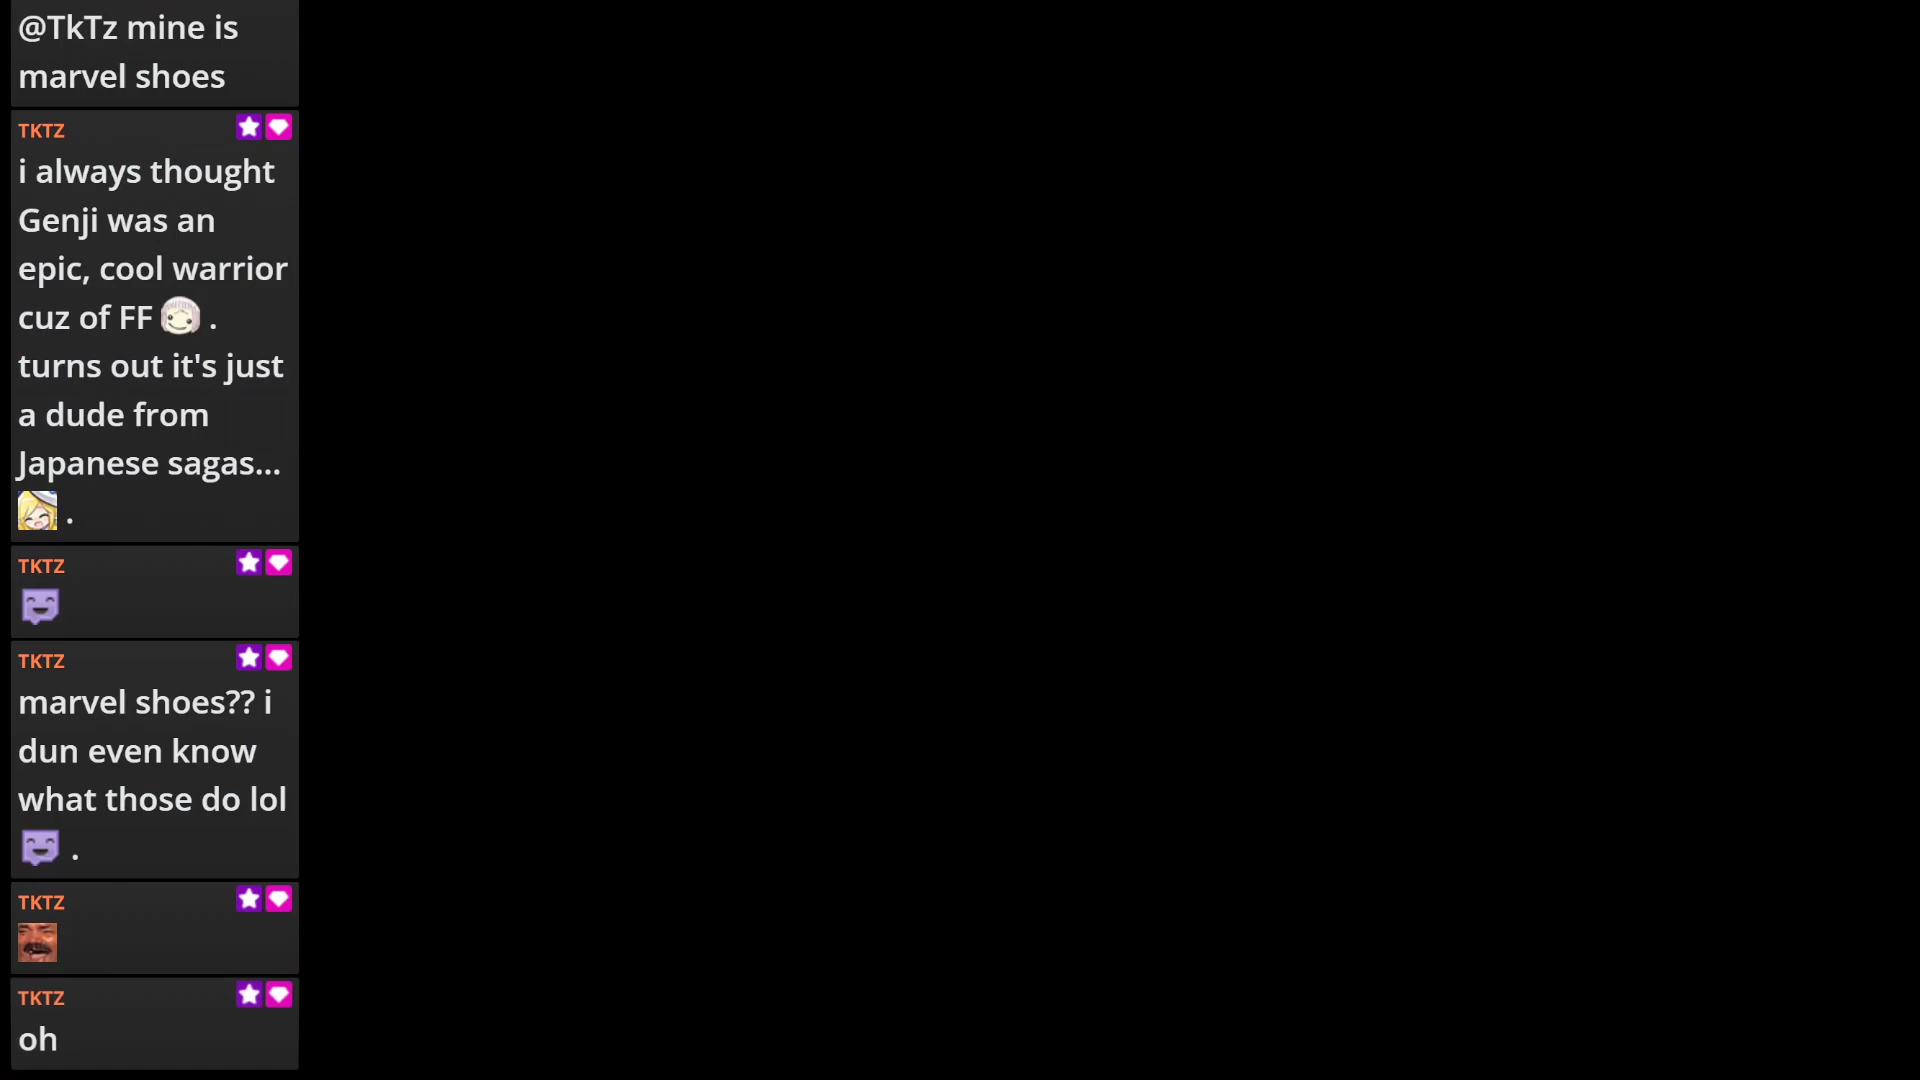 @TkTz mine is
marvel shoes
TKTZ
i always thought
Genji was an
epic, cool warrior
cuz of FF .
turns out it's just
a dude from
Japanese sagas...
.
TKTZ
TKTZ
marvel shoes?? i
dun even know
what those do lol
.
TKTZ
TKTZ
oh